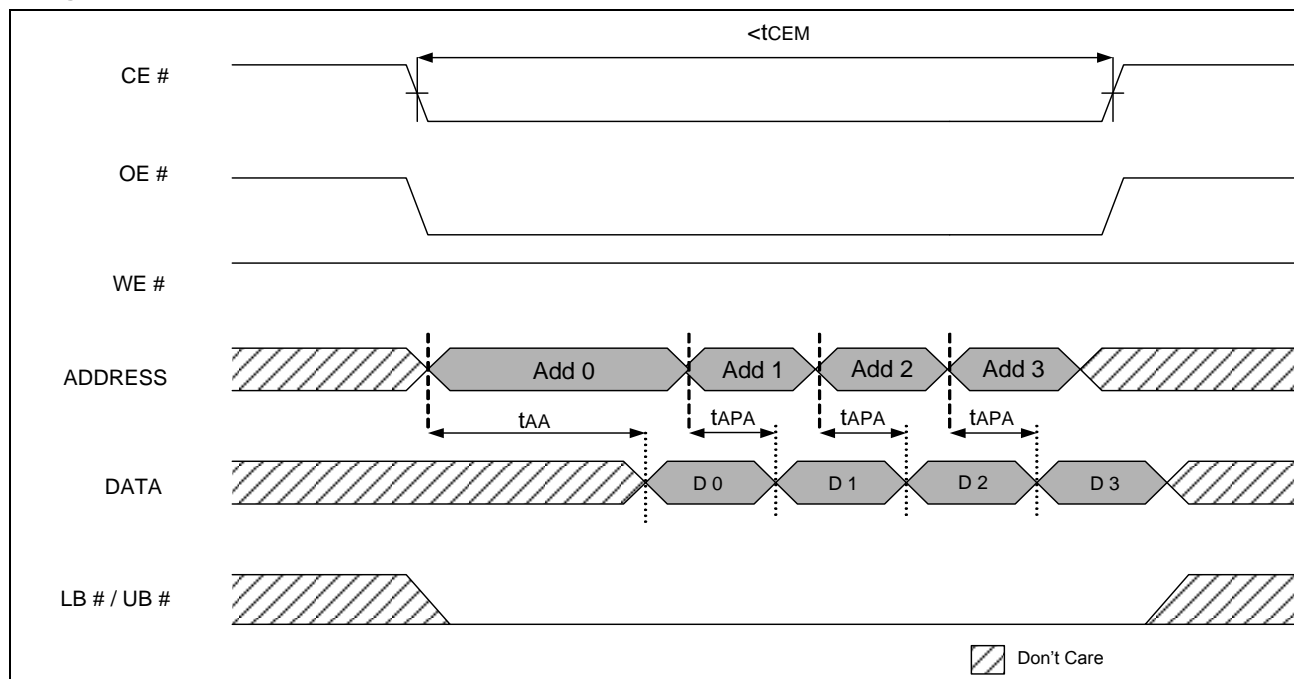 <tCEM
CE #
OE #
WE #
ADDRESS
Add 0
Add 1
Add 2
Add 3
tAA
tAPA
tAPA
tAPA
DATA
D 0
D 1
D 2
D 3
LB # / UB #
Don't Care